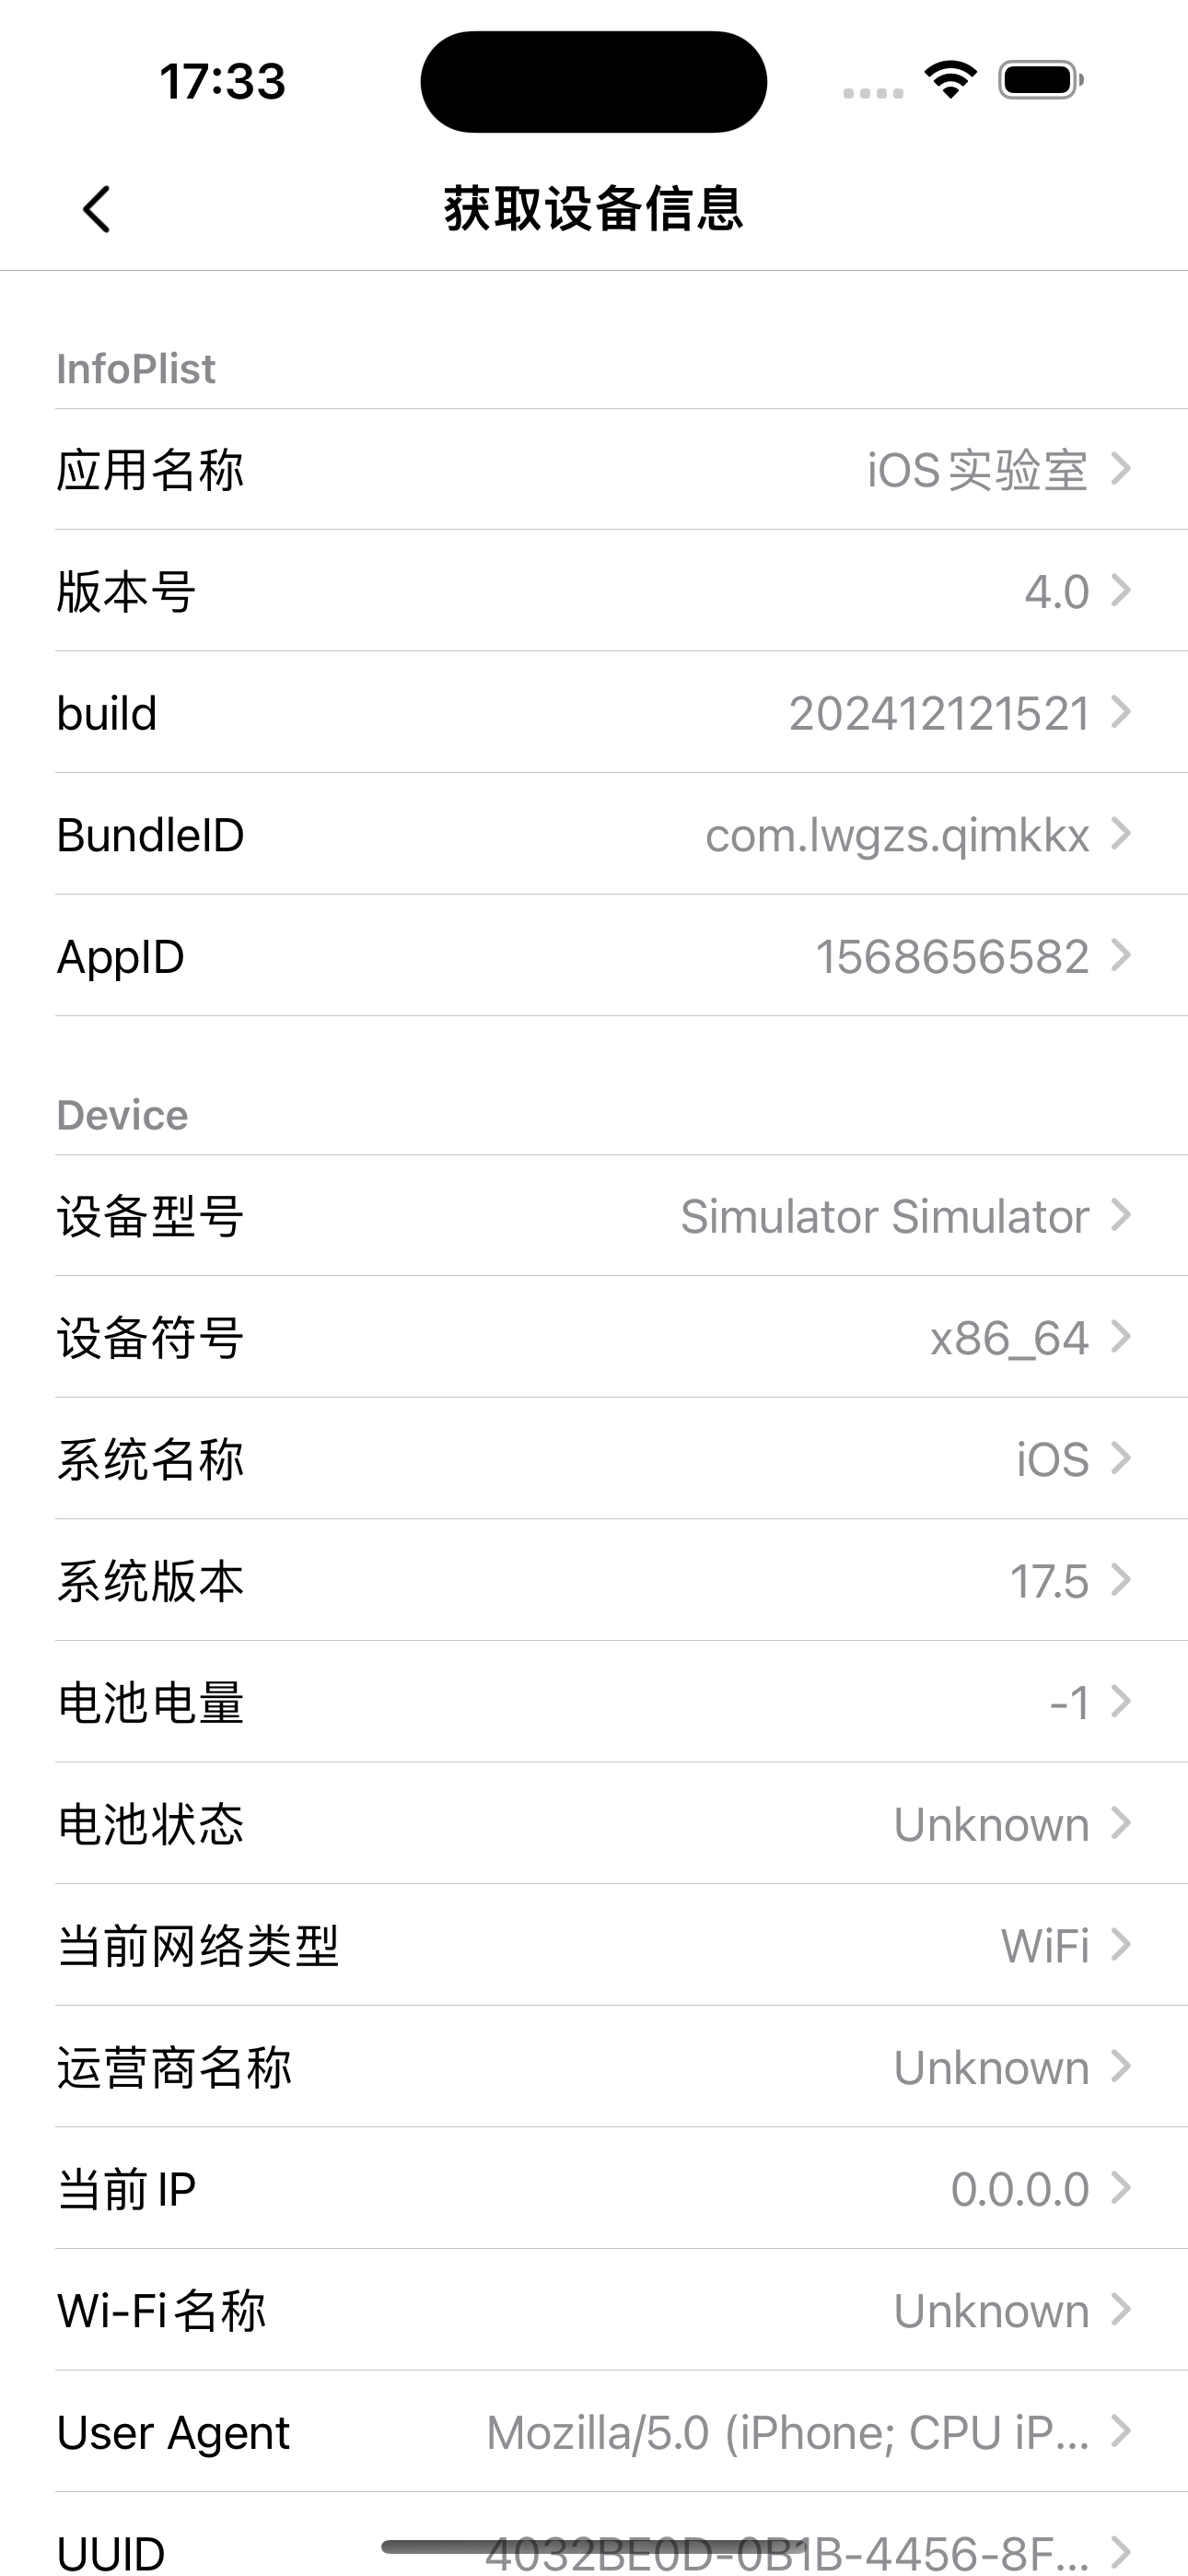 17:33
获取设备信息
InfoPlist
应用名称 iOS实验室
版本号 4.0
build 202412121521
BundleID com.lwgzs.qimkkx
AppID 1568656582
Device
设备型号 Simulator Simulator
设备符号 x86_64
系统名称 iOS
系统版本 17.5
电池电量 -1
电池状态 Unknown
当前网络类型 WiFi
运营商名称 Unknown
当前IP 0.0.0.0
Wi-Fi名称 Unknown
User Agent Mozilla/5.0 (iPhone; CPU iP...
UUID 4032BE0D-0B1B-4456-8F...